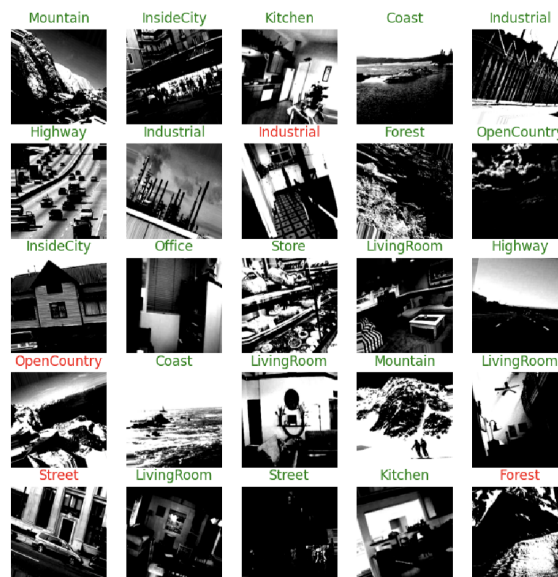 Mountain InsideCity Kitchen Coast Industrial
Highway Industrial Industrial Forest OpenCountry
InsideCity Office Store LivingRoom Highway
OpenCountry Coast LivingRoom Mountain LivingRoom
Street LivingRoom Street Kitchen Forest